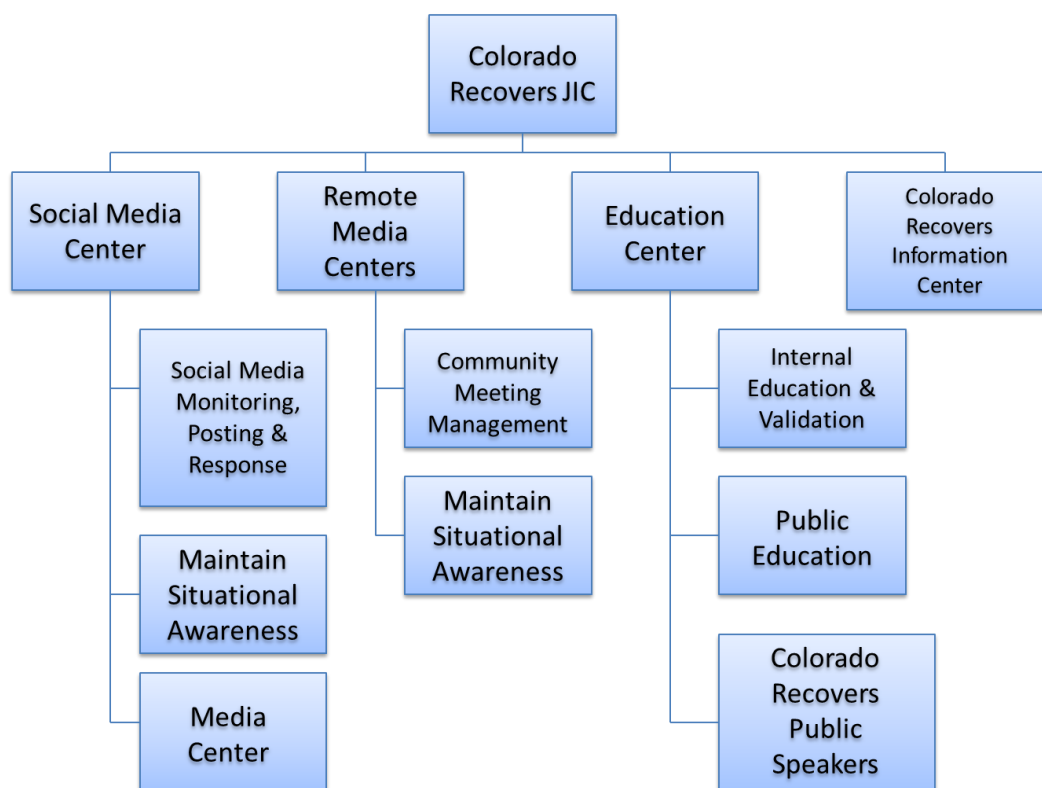 Colorado
Recovers JIC
Social Media
Center
Remote
Media
Centers
Education
Center
Colorado
Recovers
Information
Center
Social Media
Monitoring,
Posting &
Response
Maintain
Situational
Awareness
Media
Center
Community
Meeting
Management
Maintain
Situational
Awareness
Internal
Education &
Validation
Public
Education
Colorado
Recovers
Public
Speakers